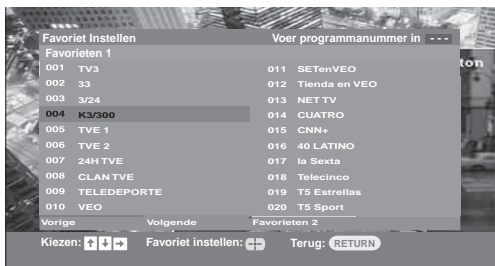 Favoriet Instellen Voer programmanummer in ---
Favorieten 1
001 TV3
002 33
003 3/24
004 K3/300
005 TVE 1
006 TVE 2
007 24H TVE
008 CLAN TVE
009 TELEDEPORTE
010 VEO
011 SETenVEO
012 Tienda en VEO
013 NET TV
014 CUATRO
015 CNN+
016 40 LATINO
017 la Sexta
018 Telecinco
019 T5 Estrellas
020 T5 Sport
Vorige Volgende Favorieten 2
Kiezen: Favoriet instellen: Terug: RETURN
ton